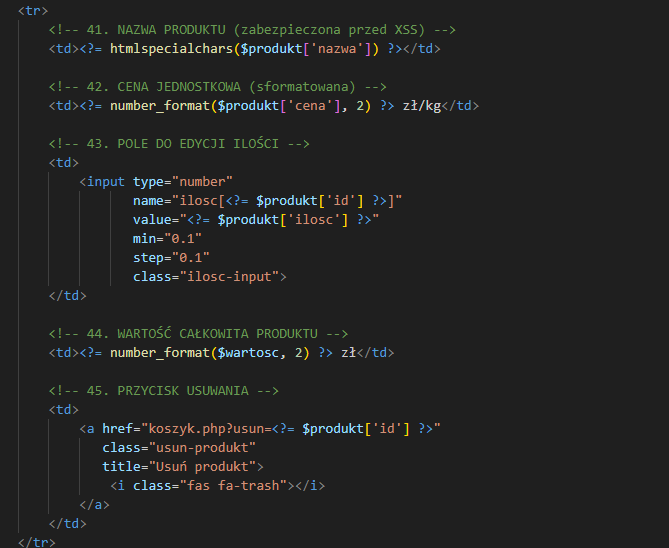 <tr>
<!-- 41. NAZWA PRODUKTU (zabezpieczona przed XSS) -->
<td><?= htmlspecialchars($produkt['nazwa']) ?></td>
<!-- 42. CENA JEDNOSTKOWA (sformatowana) -->
<td><?= number_format($produkt['cena'], 2) ?> zł/kg</td>
<!-- 43. POLE DO EDYCJI ILOŚCI -->
<td>
<input type="number"
name="ilosc[<?= $produkt['id'] ?>]"
value="<?= $produkt['ilosc'] ?>"
min="0.1"
step="0.1"
class="ilosc-input">
</td>
<!-- 44. WARTOŚĆ CAŁKOWITA PRODUKTU -->
<td><?= number_format($wartosc, 2) ?> zł</td>
<!-- 45. PRZYCISK USUWANIA -->
<td>
<a href="koszyk.php?usun=<?= $produkt['id'] ?>"
class="usun-produkt"
title="Usuń produkt">
<i class="fas fa-trash"></i>
</a>
</td>
</tr>